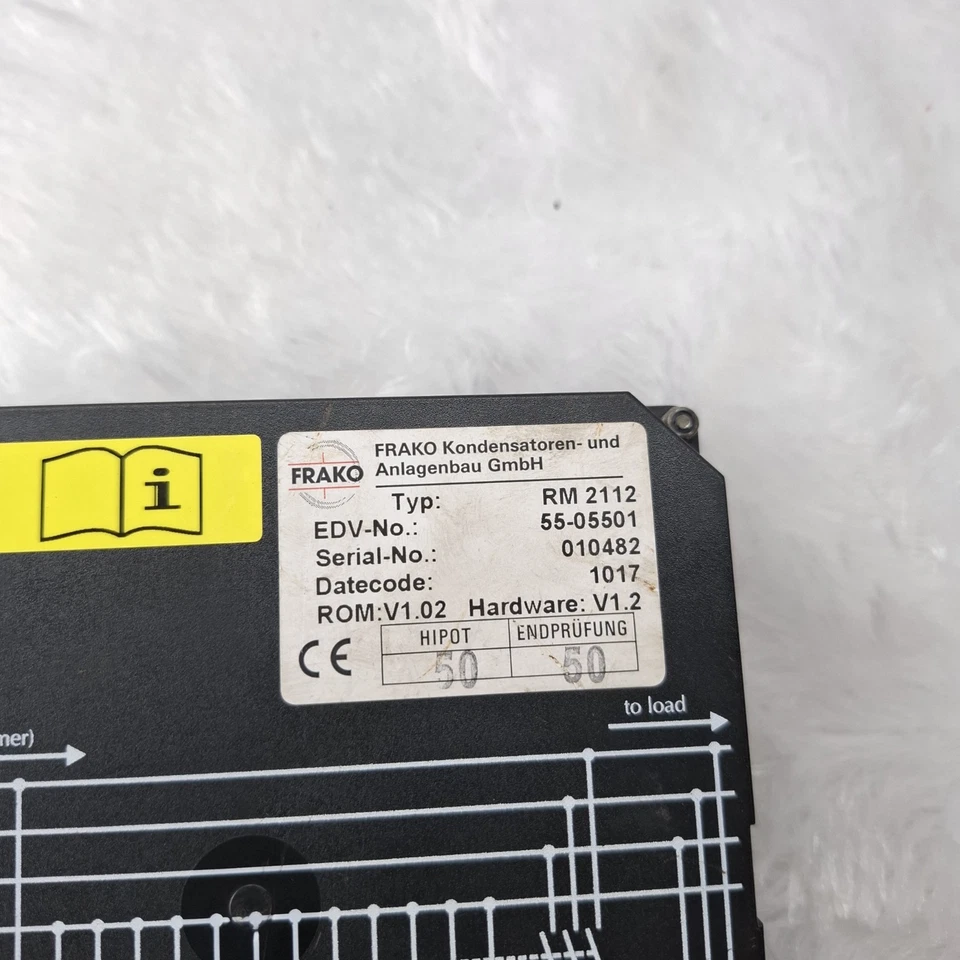 i
FRAKO
FRAKO Kondensatoren- und
Anlagenbau GmbH
Typ: RM 2112
EDV-No.: 55-05501
Serial-No.: 010482
Datecode: 1017
ROM:V1.02 Hardware: V1.2
CE
HIPOT ENDPRÜFUNG
50 50
to load
mer)